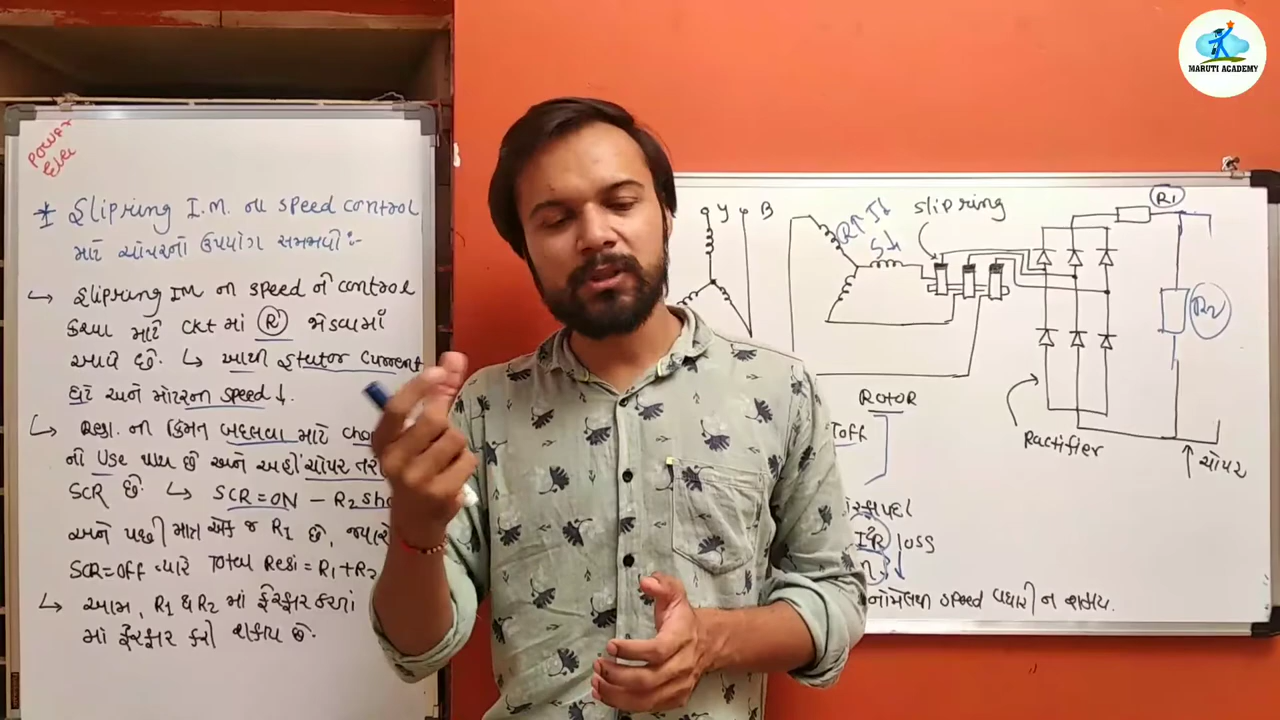 MARUTI ACADEMY
Power
Ele
* Slipring I.M. ના speed control
માટે ચોપરનો ઉપયોગ સમજાવો :-
↳ Slipring IM ના speed ને control
કરવા માટે ckt માં R જોડવામાં
આવે છે. ↳ આથી Stator Current
ઘટે અને મોટરના speed ↓.
↳ Resi. ની કિંમત બદલવા માટે
ની Use થાય છે અને અહીં ચોપર
SCR છે. ↳ SCR = ON - R2
અને પછી માત્ર એક જ R1 છે, જ્યારે
SCR = OFF ત્યારે Total Resi = R1 + R2
↳ આમ, R1 & R2 માં ફેરફાર કરતાં
માં ફેરફાર કરી શકાય છે.
Y B
slipring
R1
R2
ROTOR
Toff
Ractifier
ચોપર
I²R loss
speed વધારી ન શકાય.